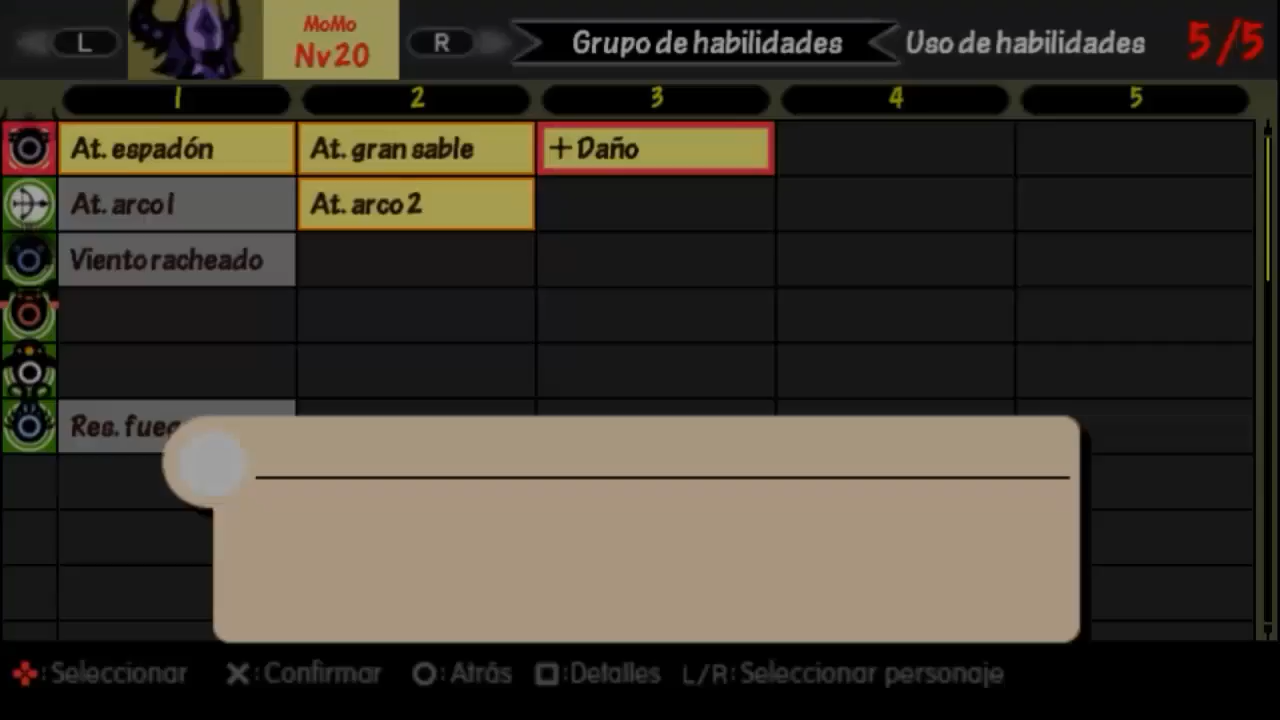 L MoMo Nv20 R Grupo de habilidades Uso de habilidades 5/5
1 2 3 4 5
At. espadón At. gran sable +Daño
At. arco 1 At. arco 2
Viento racheado
Res.
:Seleccionar X:Confirmar O:Atrás □:Detalles L/R:Seleccionar personaje